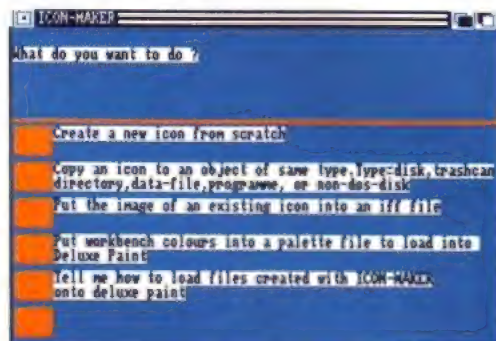 ICON-MAKER
What do you want to do ?
Create a new icon from scratch
Copy an icon to an object of same type,Type=disk,trashcan
directory,data-file,programme, or non-dos-disk
Put the image of an existing icon into an iff file
Put workbench colours into a palette file to load into
Deluxe Paint
Tell me how to load files created with ICON-MAKER
onto deluxe paint